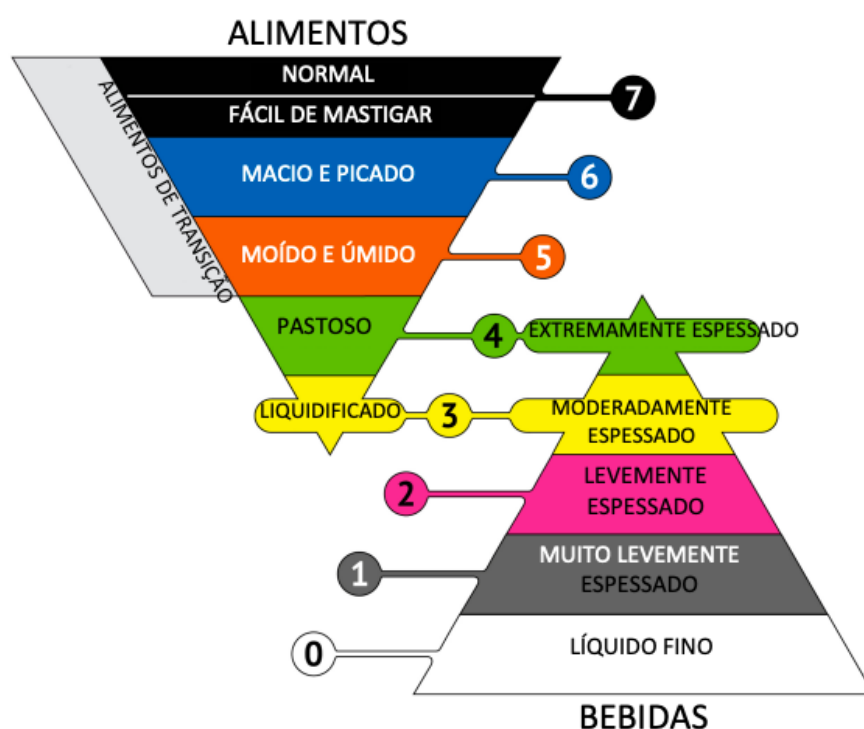 ALIMENTOS
NORMAL
7
FÁCIL DE MASTIGAR
ALIMENTOS DE TRANSIÇÃO
MACIO E PICADO
6
MOÍDO E ÚMIDO
5
PASTOSO
4
EXTREMAMENTE ESPESSADO
LIQUIDIFICADO
3
MODERADAMENTE
ESPESSADO
2
LEVEMENTE
ESPESSADO
1
MUITO LEVEMENTE
ESPESSADO
0
LÍQUIDO FINO
BEBIDAS